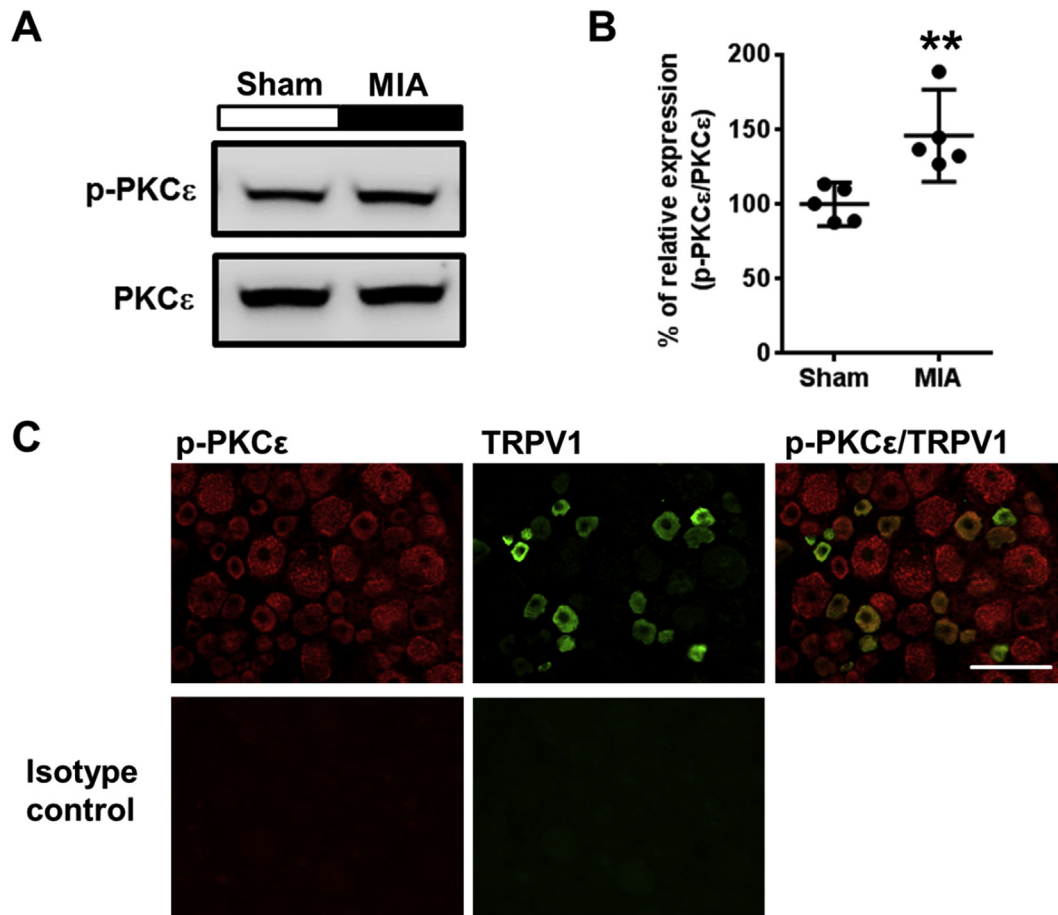 A
Sham MIA
p-PKCε
PKCε
B
**
% of relative expression
(p-PKCε/PKCε)
200
150
100
50
0
Sham MIA
C
p-PKCε TRPV1 p-PKCε/TRPV1
Isotype
control